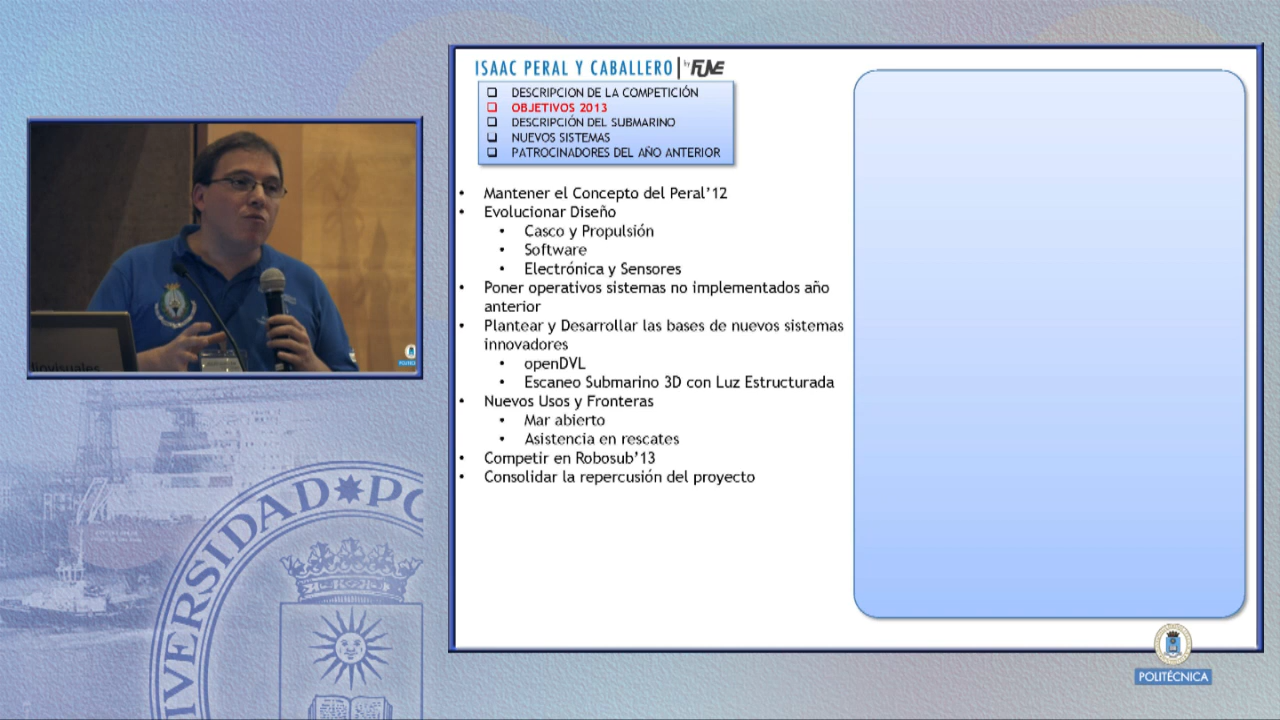 ISAAC PERAL Y CABALLERO | by FUVE
DESCRIPCION DE LA COMPETICIÓN
OBJETIVOS 2013
DESCRIPCIÓN DEL SUBMARINO
NUEVOS SISTEMAS
PATROCINADORES DEL AÑO ANTERIOR
• Mantener el Concepto del Peral'12
• Evolucionar Diseño
• Casco y Propulsión
• Software
• Electrónica y Sensores
• Poner operativos sistemas no implementados año
anterior
• Plantear y Desarrollar las bases de nuevos sistemas
innovadores
• openDVL
• Escaneo Submarino 3D con Luz Estructurada
• Nuevos Usos y Fronteras
• Mar abierto
• Asistencia en rescates
• Competir en Robosub'13
• Consolidar la repercusión del proyecto
POLITÉCNICA